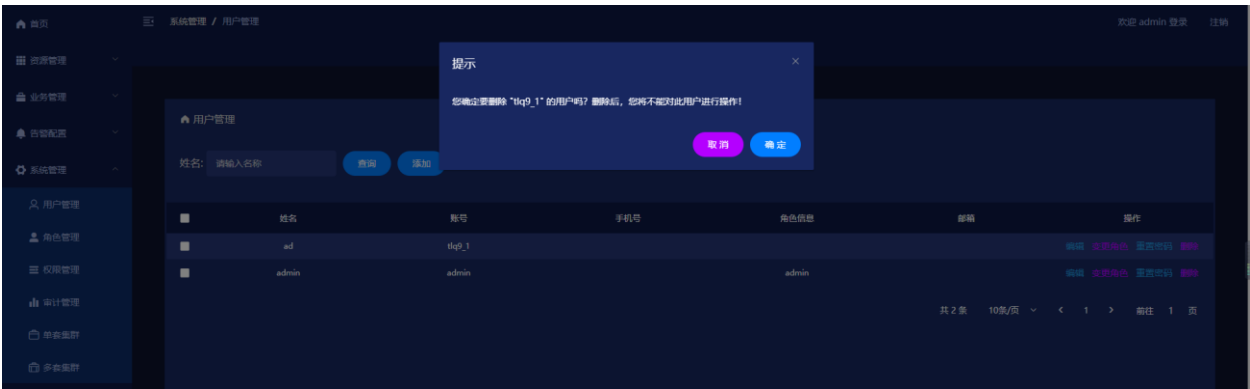 首页
系统管理 / 用户管理
欢迎 admin 登录 注销
资源管理
业务管理
告警配置
系统管理
用户管理
角色管理
权限管理
审计管理
单套集群
多套集群
提示
您确定要删除 "tlq9_1" 的用户吗? 删除后, 您将不能对此用户进行操作!
取消 确定
用户管理
姓名: 请输入名称 查询 添加
姓名 账号 手机号 角色信息 邮箱 操作
ad tlq9_1 编辑 变更角色 重置密码 删除
admin admin admin 编辑 变更角色 重置密码 删除
共 2 条 10条/页 1 前往 1 页